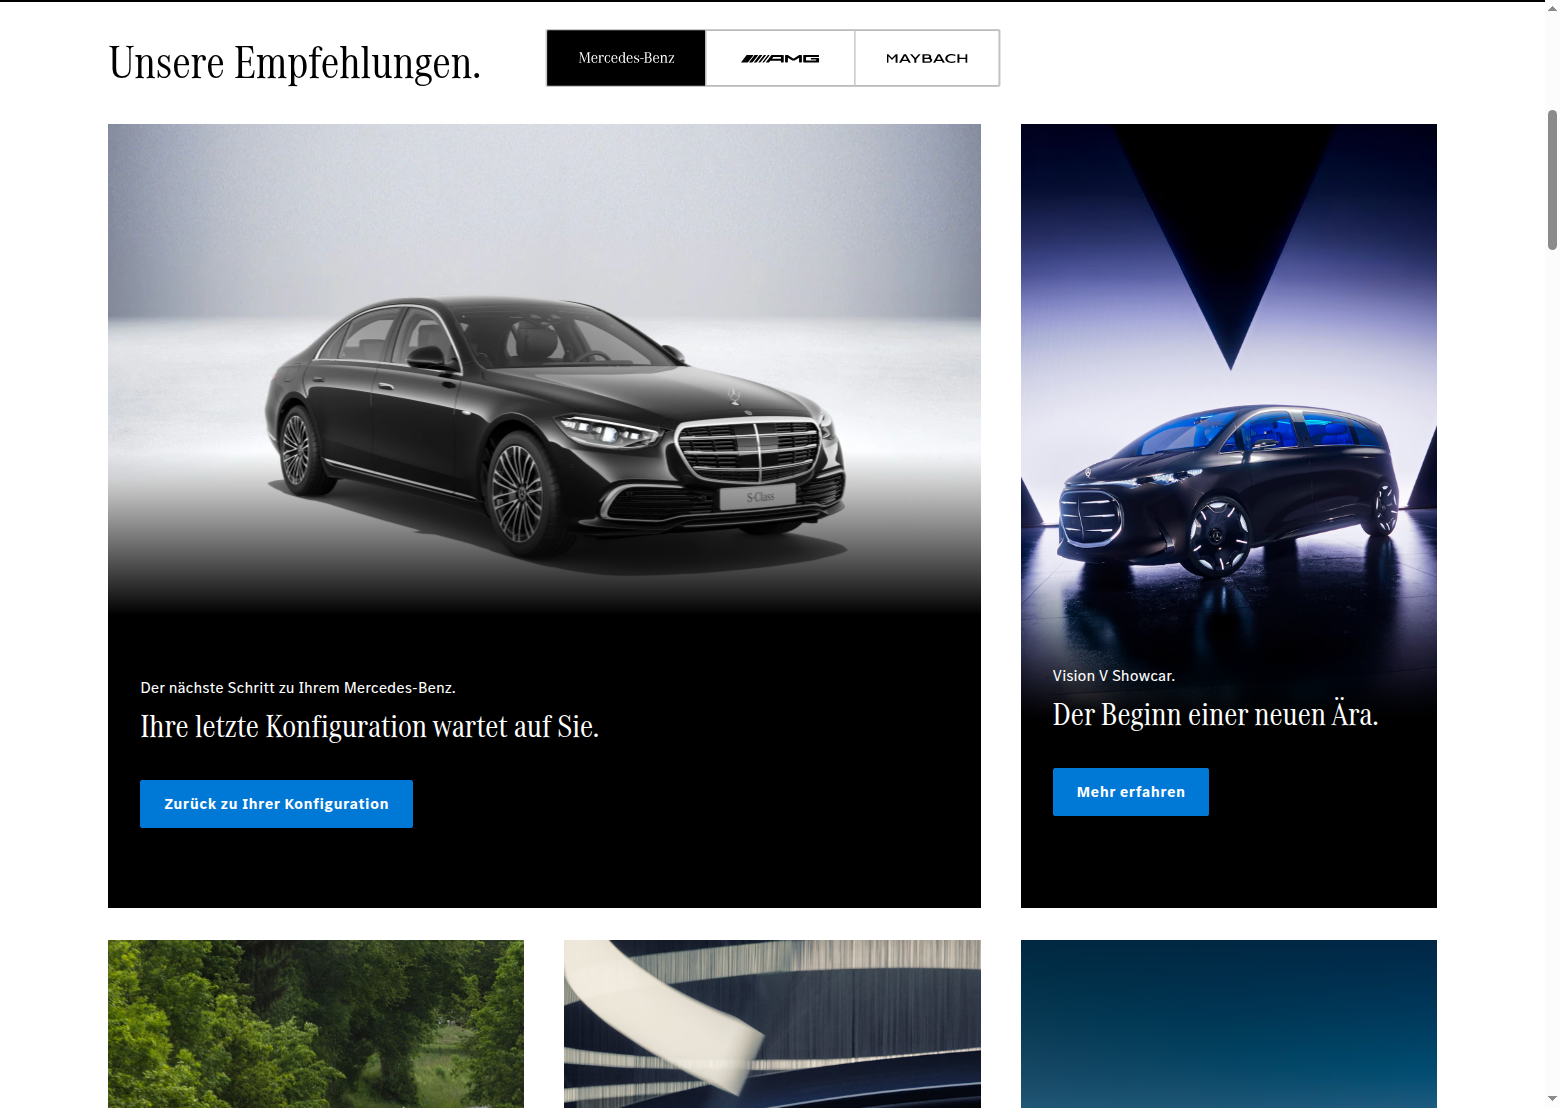 Unsere Empfehlungen.
Mercedes-Benz
AMG
MAYBACH
S-Class
Der nächste Schritt zu Ihrem Mercedes-Benz.
Ihre letzte Konfiguration wartet auf Sie.
Zurück zu Ihrer Konfiguration
Vision V Showcar.
Der Beginn einer neuen Ära.
Mehr erfahren